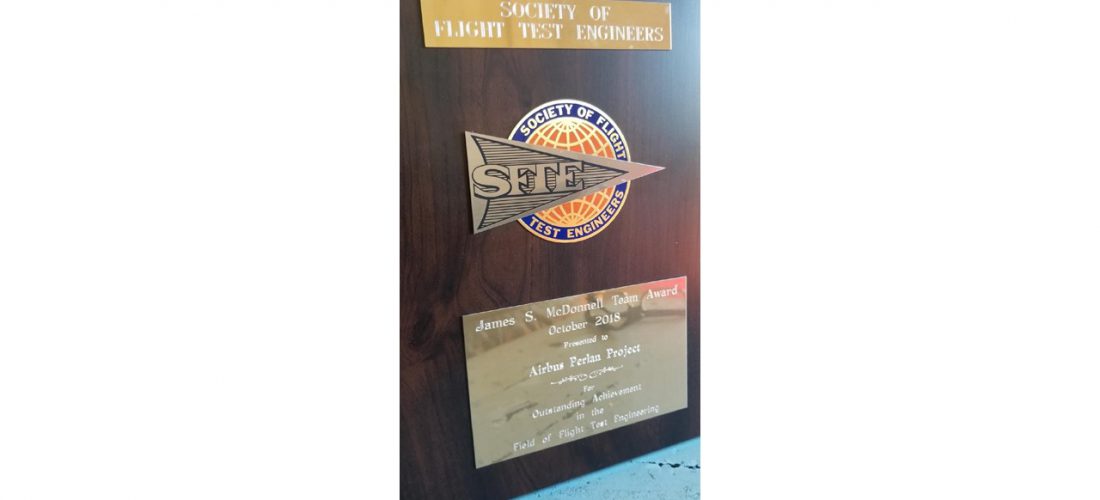 SOCIETY OF
FLIGHT TEST ENGINEERS
SOCIETY OF FLIGHT
SFTE
TEST ENGINEERS
James S. McDonnell Team Award
October 2018
Presented to
Airbus Perlan Project
For
Outstanding Achievement
in the
Field of Flight Test Engineering